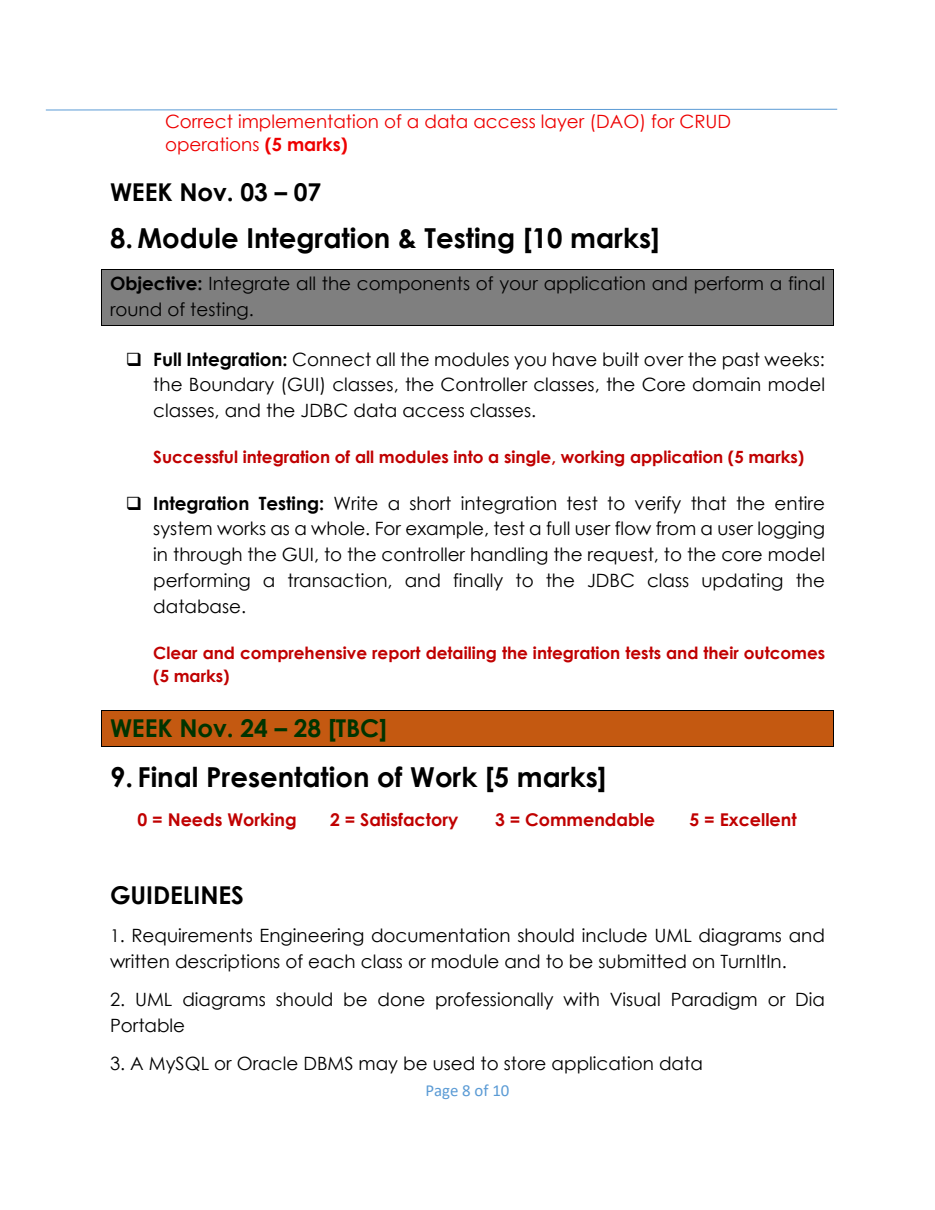 Correct implementation of a data access layer (DAO) for CRUD
operations (5 marks)
WEEK Nov. 03 – 07
8. Module Integration & Testing [10 marks]
Objective: Integrate all the components of your application and perform a final
round of testing.
❑ Full Integration: Connect all the modules you have built over the past weeks:
the Boundary (GUI) classes, the Controller classes, the Core domain model
classes, and the JDBC data access classes.
Successful integration of all modules into a single, working application (5 marks)
❑ Integration Testing: Write a short integration test to verify that the entire
system works as a whole. For example, test a full user flow from a user logging
in through the GUI, to the controller handling the request, to the core model
performing a transaction, and finally to the JDBC class updating the
database.
Clear and comprehensive report detailing the integration tests and their outcomes
(5 marks)
WEEK Nov. 24 – 28 [TBC]
9. Final Presentation of Work [5 marks]
0 = Needs Working 2 = Satisfactory 3 = Commendable 5 = Excellent
GUIDELINES
1. Requirements Engineering documentation should include UML diagrams and
written descriptions of each class or module and to be submitted on TurnItIn.
2. UML diagrams should be done professionally with Visual Paradigm or Dia
Portable
3. A MySQL or Oracle DBMS may be used to store application data
Page 8 of 10